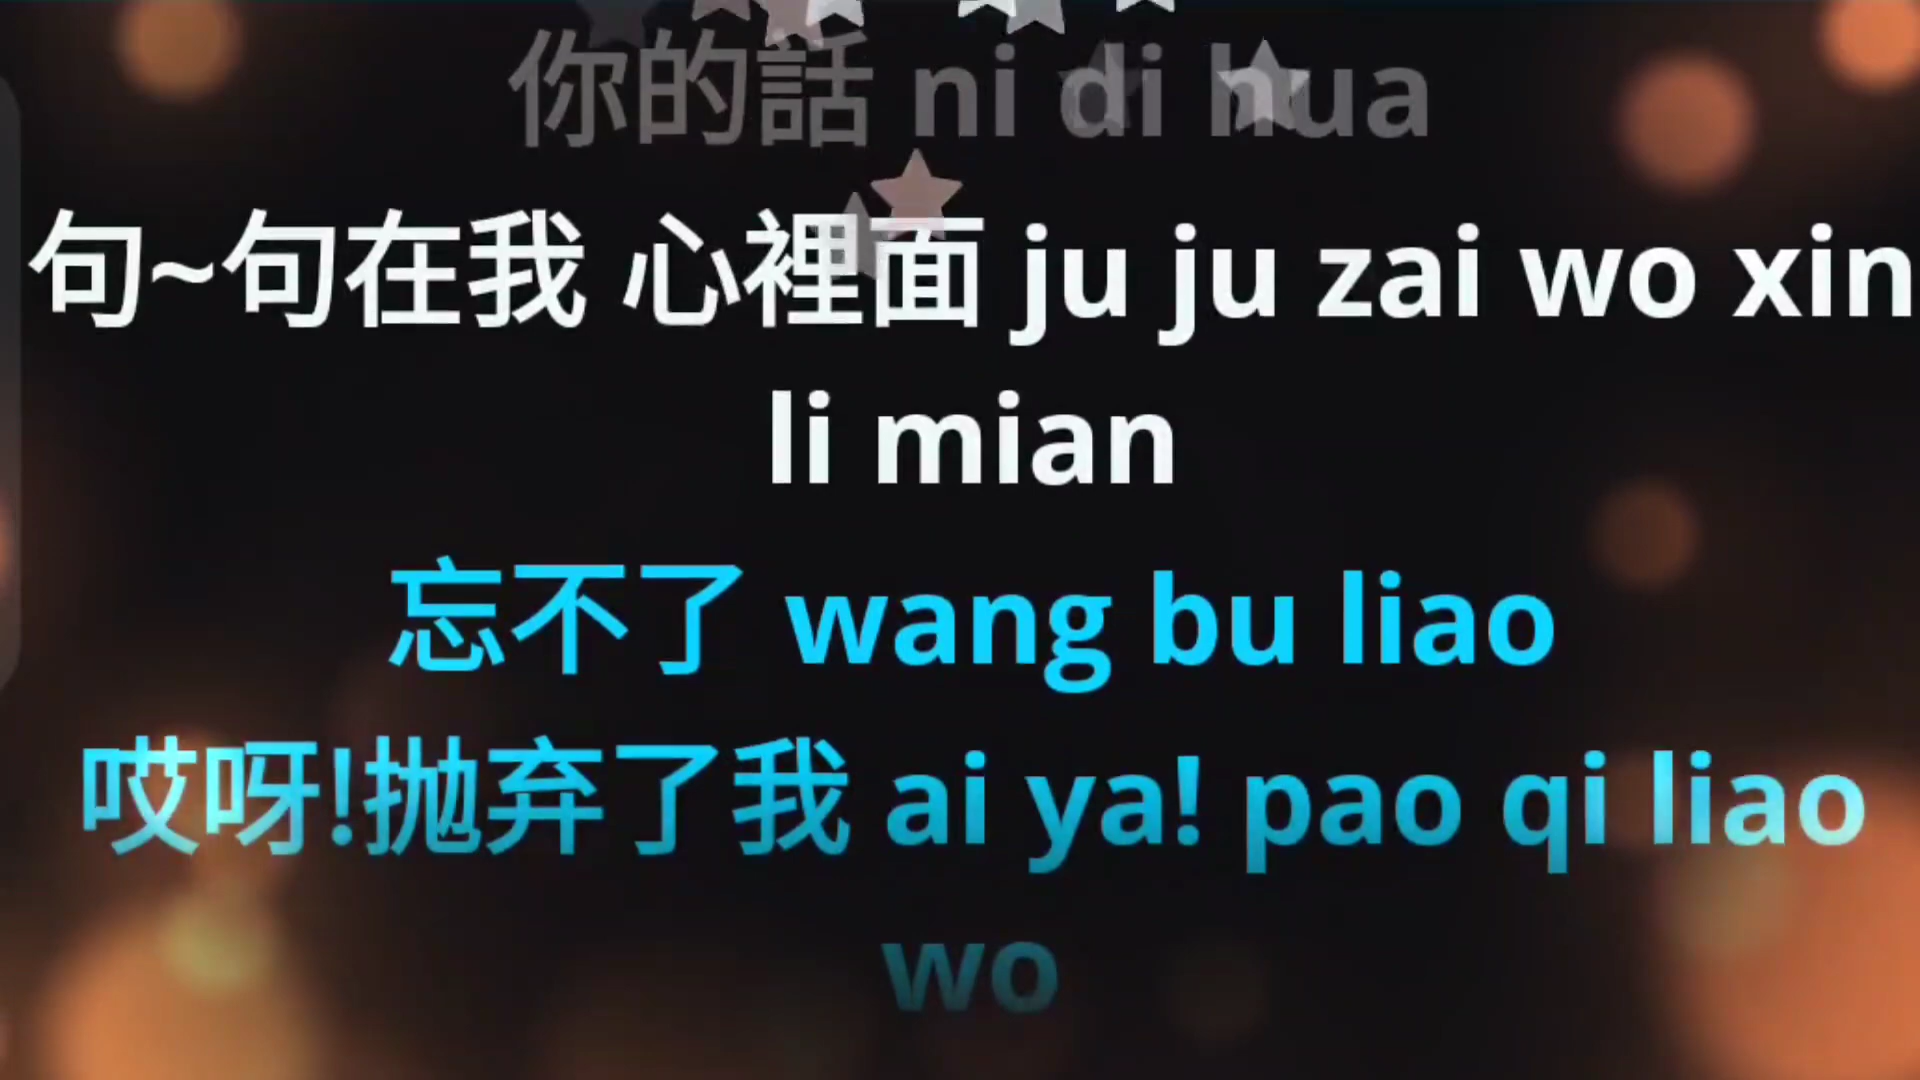 你的話 ni di hua
句~句在我 心裡面 ju ju zai wo xin
li mian
忘不了 wang bu liao
哎呀!抛弃了我 ai ya! pao qi liao
wo